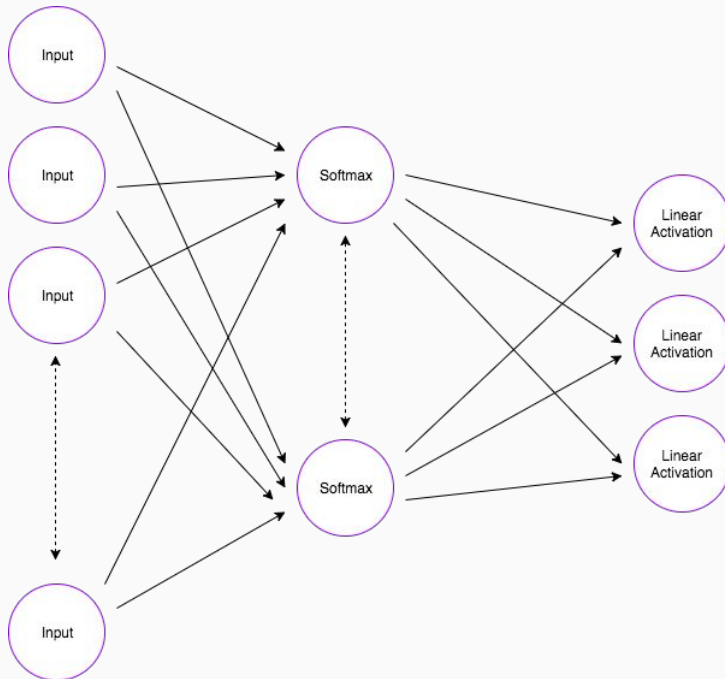 Input
Input
Input
Input
Softmax
Softmax
Linear
Activation
Linear
Activation
Linear
Activation